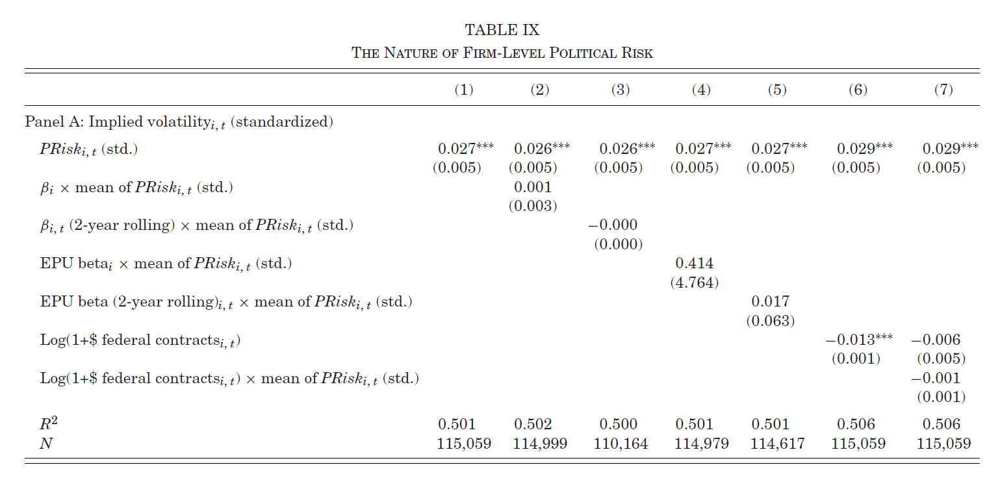 TABLE IX
THE NATURE OF FIRM-LEVEL POLITICAL RISK
(1) (2) (3) (4) (5) (6) (7)
Panel A: Implied volatility_{i, t} (standardized)
PRisk_{i, t} (std.) 0.027*** 0.026*** 0.026*** 0.027*** 0.027*** 0.029*** 0.029***
(0.005) (0.005) (0.005) (0.005) (0.005) (0.005) (0.005)
β_i × mean of PRisk_{i, t} (std.) 0.001
(0.003)
β_{i, t} (2-year rolling) × mean of PRisk_{i, t} (std.) −0.000
(0.000)
EPU beta_i × mean of PRisk_{i, t} (std.) 0.414
(4.764)
EPU beta (2-year rolling)_{i, t} × mean of PRisk_{i, t} (std.) 0.017
(0.063)
Log(1+$ federal contracts_{i, t}) −0.013*** −0.006
(0.001) (0.005)
Log(1+$ federal contracts_{i, t}) × mean of PRisk_{i, t} (std.) −0.001
(0.001)
R² 0.501 0.502 0.500 0.501 0.501 0.506 0.506
N 115,059 114,999 110,164 114,979 114,617 115,059 115,059